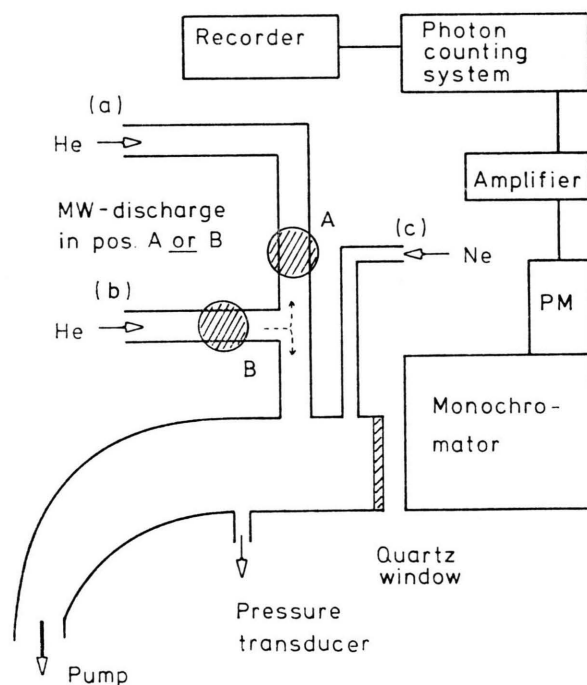 Recorder
Photon
counting
system
(a)
He
Amplifier
MW-discharge
in pos. A or B
A
(c)
Ne
(b)
He
B
PM
Monochro-
mator
Quartz
window
Pressure
transducer
Pump